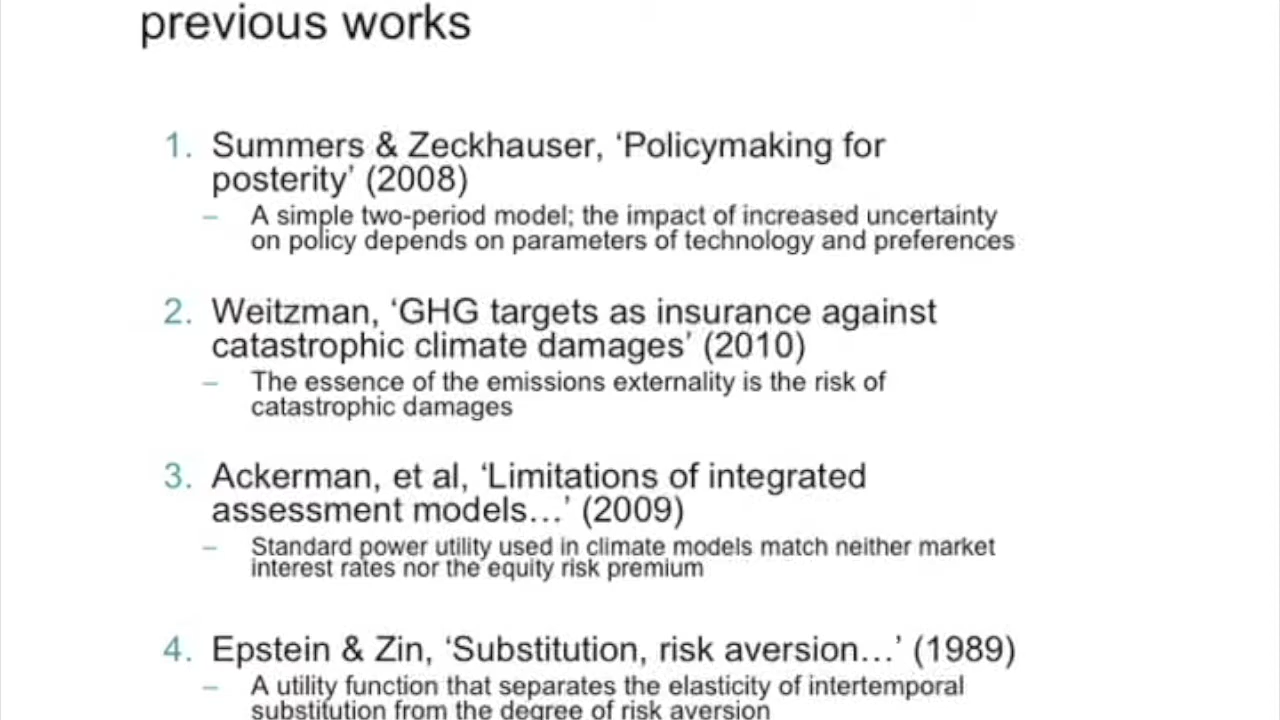 previous works
1. Summers & Zeckhauser, ‘Policymaking for
posterity’ (2008)
– A simple two-period model; the impact of increased uncertainty
on policy depends on parameters of technology and preferences
2. Weitzman, ‘GHG targets as insurance against
catastrophic climate damages’ (2010)
– The essence of the emissions externality is the risk of
catastrophic damages
3. Ackerman, et al, ‘Limitations of integrated
assessment models…’ (2009)
– Standard power utility used in climate models match neither market
interest rates nor the equity risk premium
4. Epstein & Zin, ‘Substitution, risk aversion…’ (1989)
– A utility function that separates the elasticity of intertemporal
substitution from the degree of risk aversion